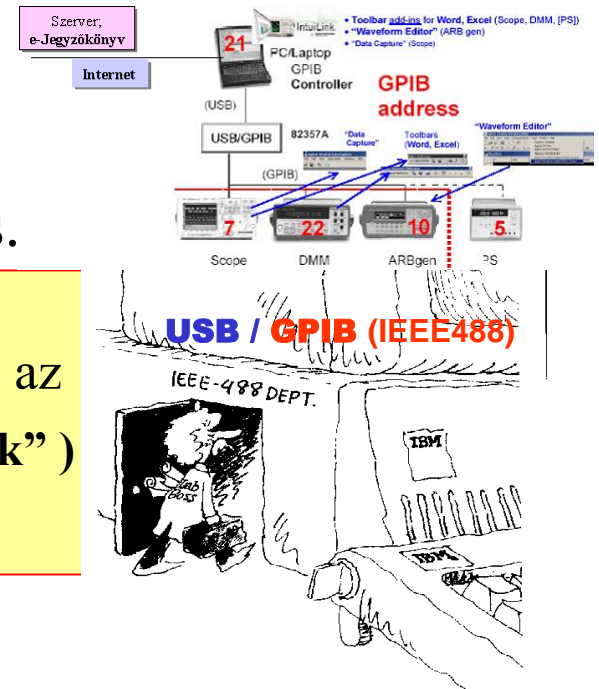 Szerver;
e-Jegyzőkönyv
Internet
21
IntuiLink
• Toolbar add-ins for Word, Excel (Scope, DMM, [PS])
• "Waveform Editor" (ARB gen)
• "Data Capture" (Scope)
PC/Laptop
GPIB
Controller
GPIB
address
(USB)
USB/GPIB
82357A
"Data
Capture"
Toolbars
(Word, Excel)
"Waveform Editor"
(GPIB)
7
22
10
5
Scope
DMM
ARBgen
PS
s.
az
k" )
USB / GPIB (IEEE488)
IEEE-488 DEPT.
Lab
Boss
IBM
IBM